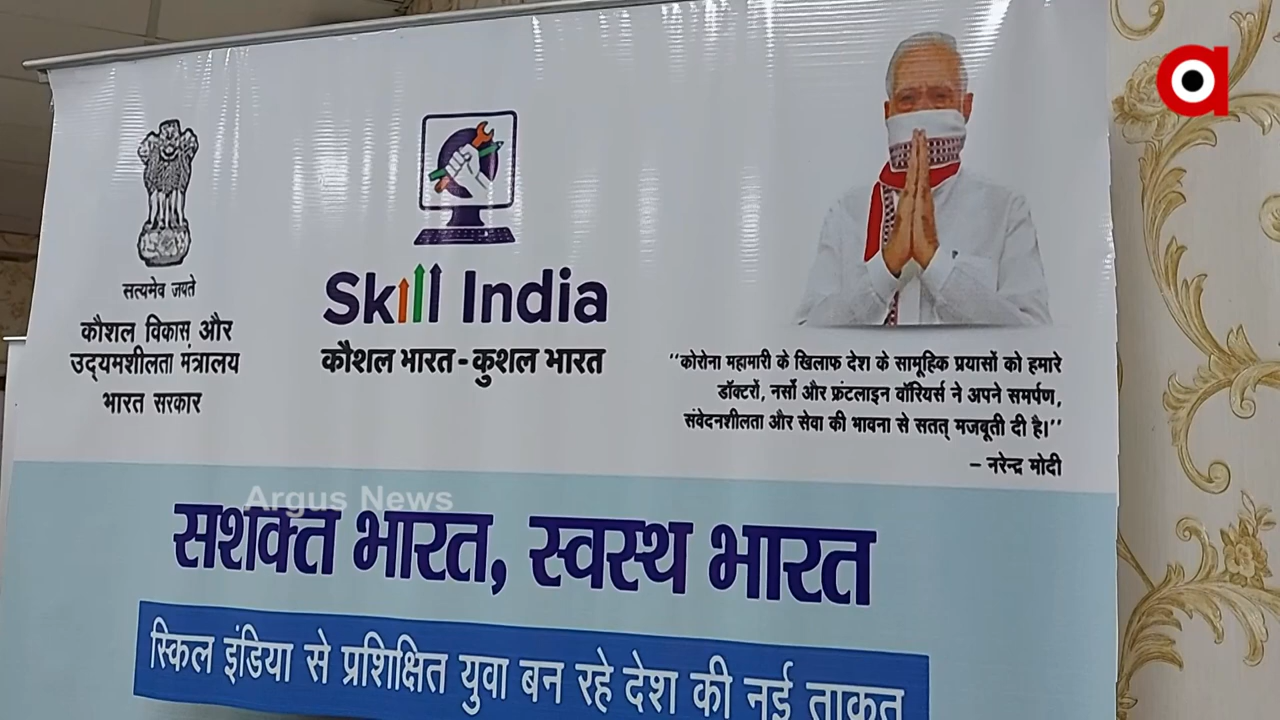 सत्यमेव जयते
कौशल विकास और
उद्यमशीलता मंत्रालय
भारत सरकार
Skill India
कौशल भारत - कुशल भारत
“कोरोना महामारी के खिलाफ देश के सामूहिक प्रयासों को हमारे
डॉक्टरों, नर्सों और फ्रंटलाइन वॉरियर्स ने अपने समर्पण,
संवेदनशीलता और सेवा की भावना से सतत् मजबूती दी है।”
– नरेन्द्र मोदी
Argus News
सशक्त भारत, स्वस्थ भारत
स्किल इंडिया से प्रशिक्षित युवा बन रहे देश की नई ताकत